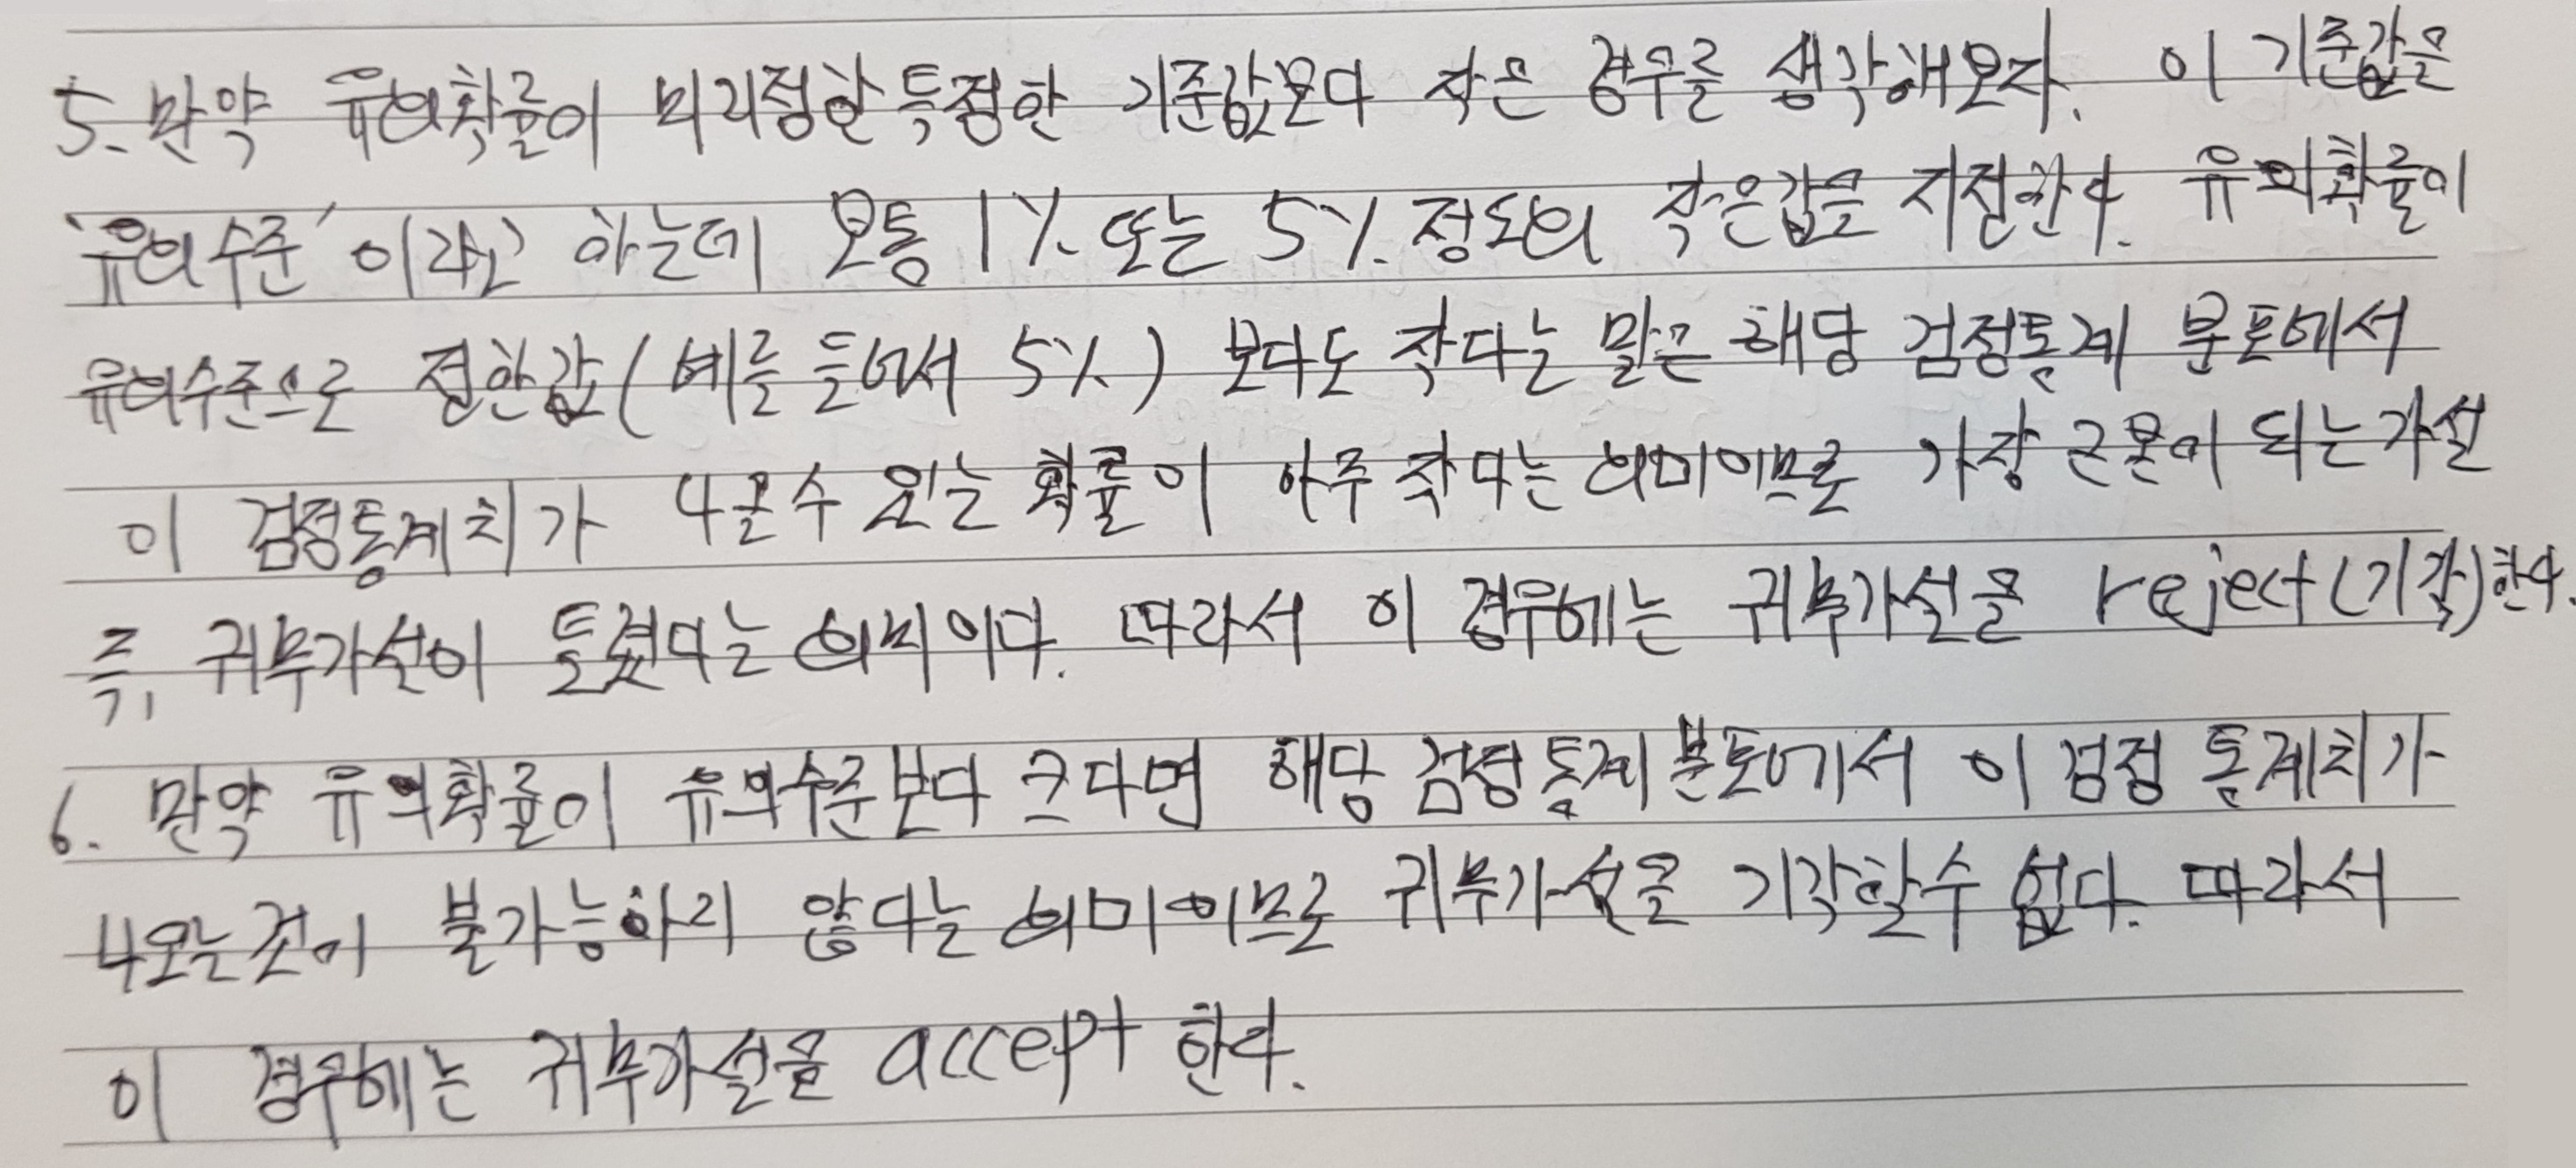 5. 만약 유의확률이 미리정한 특정한 기준값보다 작은 경우를 생각해보자. 이 기준값을
'유의수준' 이라고 하는데 보통 1% 또는 5% 정도의 작은값을 지정한다. 유의확률이
유의수준으로 정한값 (예를 들어서 5%) 보다도 작다는 말은 해당 검정통계 분포에서
이 검정통계치가 나올수 있는 확률이 아주 작다는 의미이므로 가장 근본이 되는가설
즉, 귀무가설이 틀렸다는 의미이다. 따라서 이 경우에는 귀무가설을 reject(기각)한다.
6. 만약 유의확률이 유의수준보다 크다면 해당 검정통계분포에서 이 검정 통계치가
나오는것이 불가능하지 않다는 의미이므로 귀무가설을 기각할수 없다. 따라서
이 경우에는 귀무가설을 accept 한다.